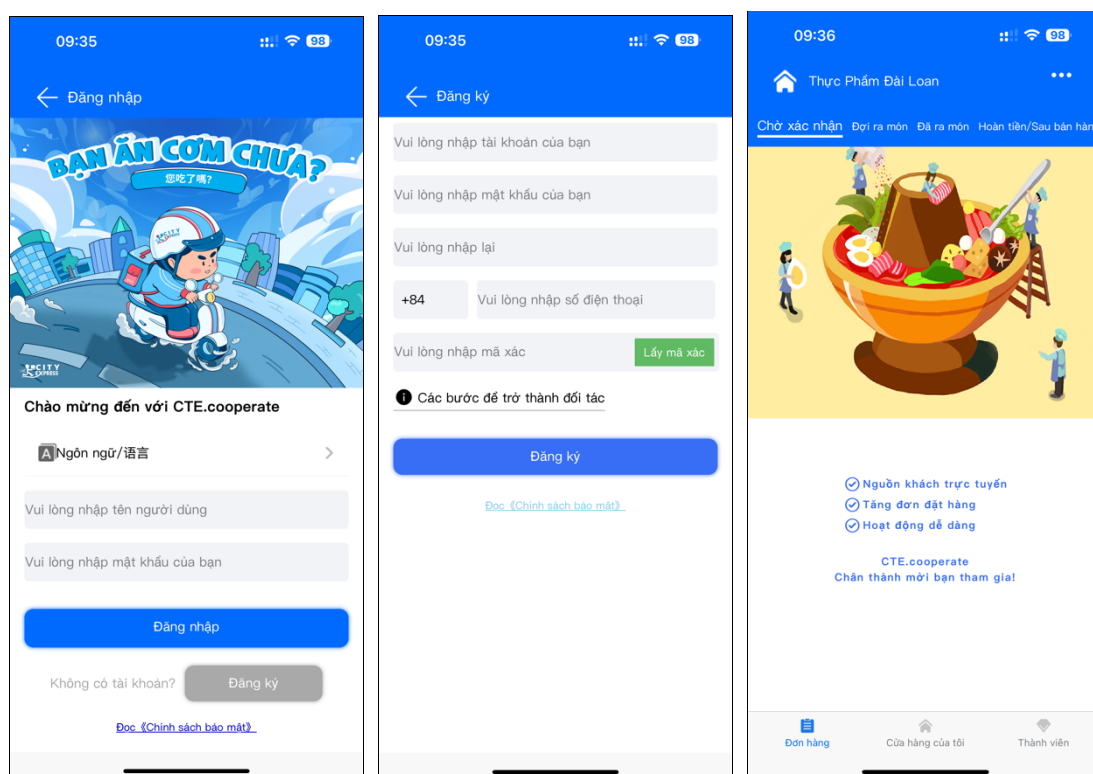 09:35
98
Đăng nhập
BẠN ĂN CƠM CHƯA?
您吃了嗎?
CITY
CITY
EXPRESS
Chào mừng đến với CTE.cooperate
A Ngôn ngữ/语言
Vui lòng nhập tên người dùng
Vui lòng nhập mật khẩu của bạn
Đăng nhập
Không có tài khoản?
Đăng ký
Đọc《Chính sách bảo mật》
09:35
98
Đăng ký
Vui lòng nhập tài khoản của bạn
Vui lòng nhập mật khẩu của bạn
Vui lòng nhập lại
+84
Vui lòng nhập số điện thoại
Vui lòng nhập mã xác
Lấy mã xác
Các bước để trở thành đối tác
Đăng ký
Đọc《Chính sách bảo mật》
09:36
98
Thực Phẩm Đài Loan
Chờ xác nhận Đợi ra món Đã ra món Hoàn tiền/Sau bán hàn
Nguồn khách trực tuyến
Tăng đơn đặt hàng
Hoạt động dễ dàng
CTE.cooperate
Chân thành mời bạn tham gia!
Đơn hàng
Cửa hàng của tôi
Thành viên